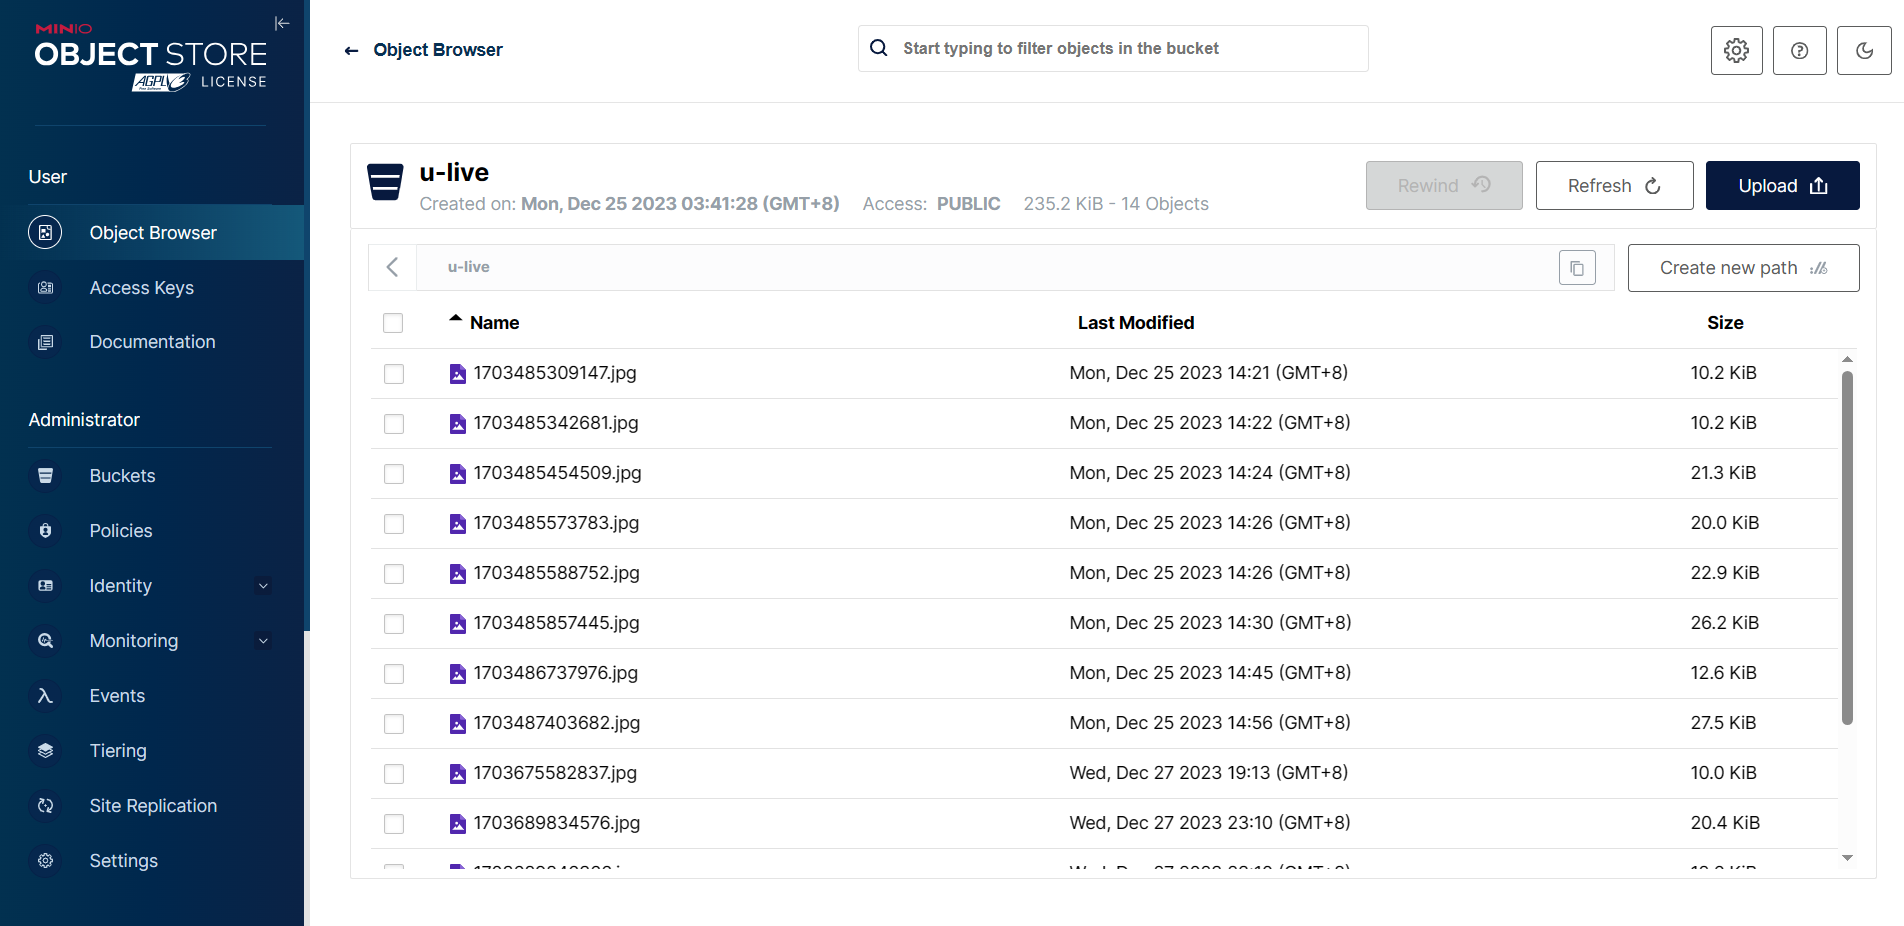 MINIO
OBJECT STORE
AGPL v3 LICENSE
Free Software
User
Object Browser
Access Keys
Documentation
Administrator
Buckets
Policies
Identity
Monitoring
Events
Tiering
Site Replication
Settings
Object Browser
Start typing to filter objects in the bucket
u-live
Created on: Mon, Dec 25 2023 03:41:28 (GMT+8) Access: PUBLIC 235.2 KiB - 14 Objects
Rewind Refresh Upload
u-live
Create new path
Name Last Modified Size
1703485309147.jpg Mon, Dec 25 2023 14:21 (GMT+8) 10.2 KiB
1703485342681.jpg Mon, Dec 25 2023 14:22 (GMT+8) 10.2 KiB
1703485454509.jpg Mon, Dec 25 2023 14:24 (GMT+8) 21.3 KiB
1703485573783.jpg Mon, Dec 25 2023 14:26 (GMT+8) 20.0 KiB
1703485588752.jpg Mon, Dec 25 2023 14:26 (GMT+8) 22.9 KiB
1703485857445.jpg Mon, Dec 25 2023 14:30 (GMT+8) 26.2 KiB
1703486737976.jpg Mon, Dec 25 2023 14:45 (GMT+8) 12.6 KiB
1703487403682.jpg Mon, Dec 25 2023 14:56 (GMT+8) 27.5 KiB
1703675582837.jpg Wed, Dec 27 2023 19:13 (GMT+8) 10.0 KiB
1703689834576.jpg Wed, Dec 27 2023 23:10 (GMT+8) 20.4 KiB